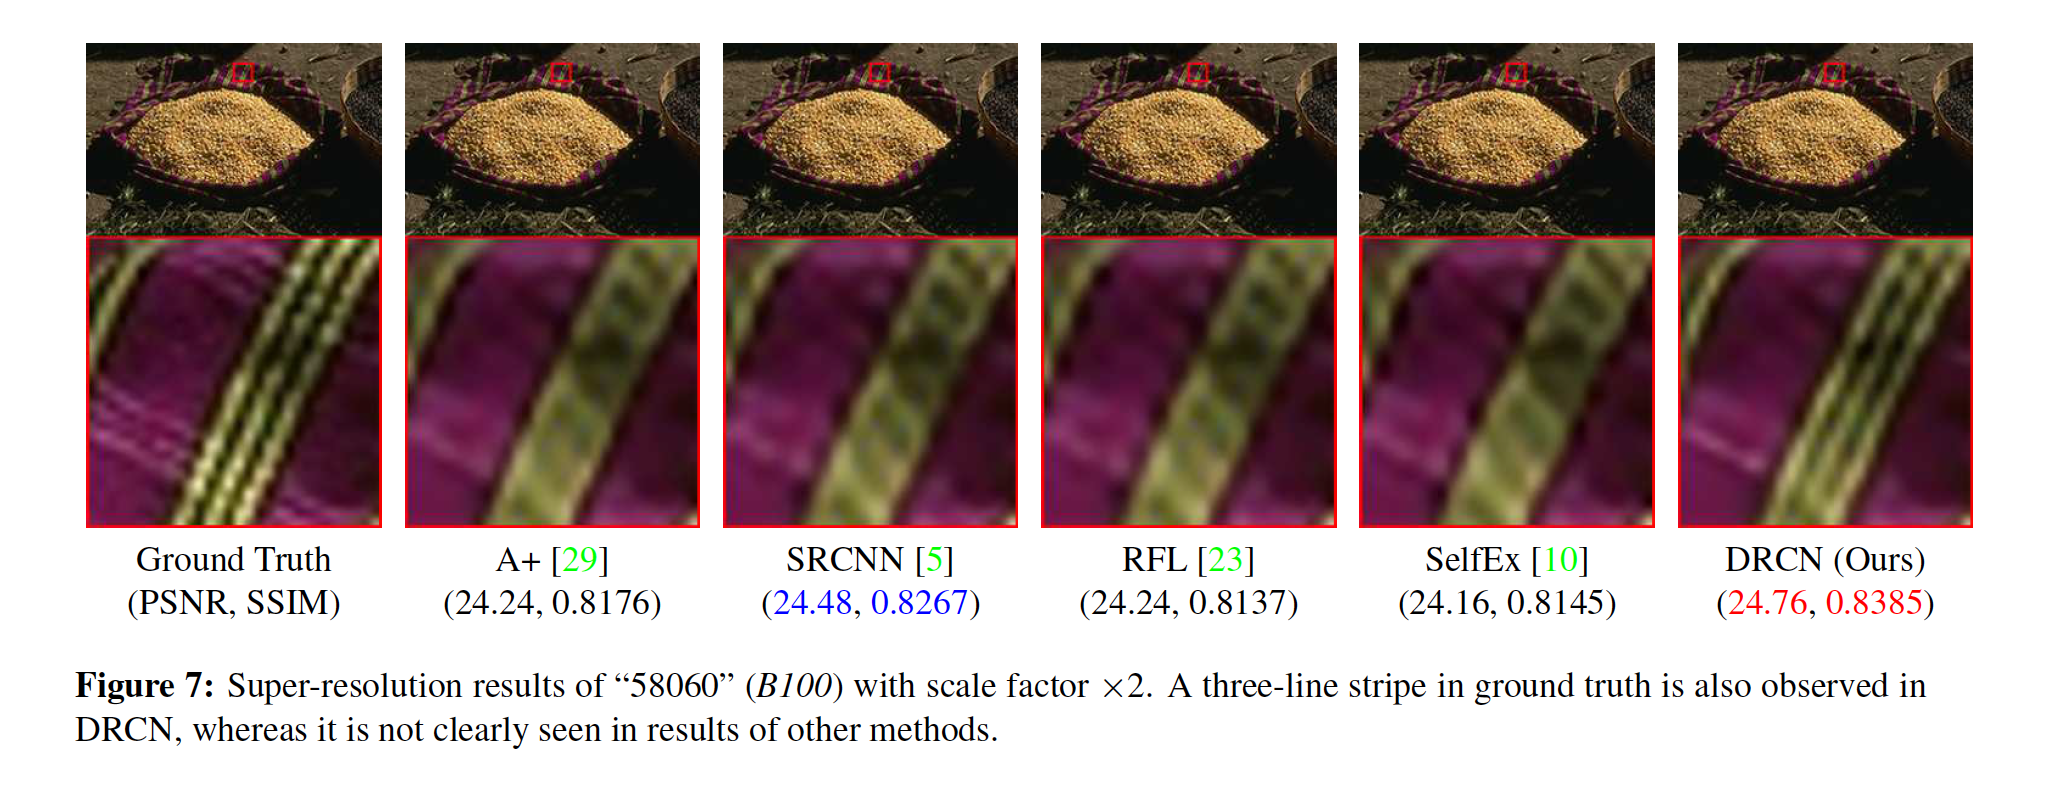 Ground Truth
(PSNR, SSIM)
A+ [29]
(24.24, 0.8176)
SRCNN [5]
(24.48, 0.8267)
RFL [23]
(24.24, 0.8137)
SelfEx [10]
(24.16, 0.8145)
DRCN (Ours)
(24.76, 0.8385)
Figure 7: Super-resolution results of “58060” (B100) with scale factor ×2. A three-line stripe in ground truth is also observed in
DRCN, whereas it is not clearly seen in results of other methods.